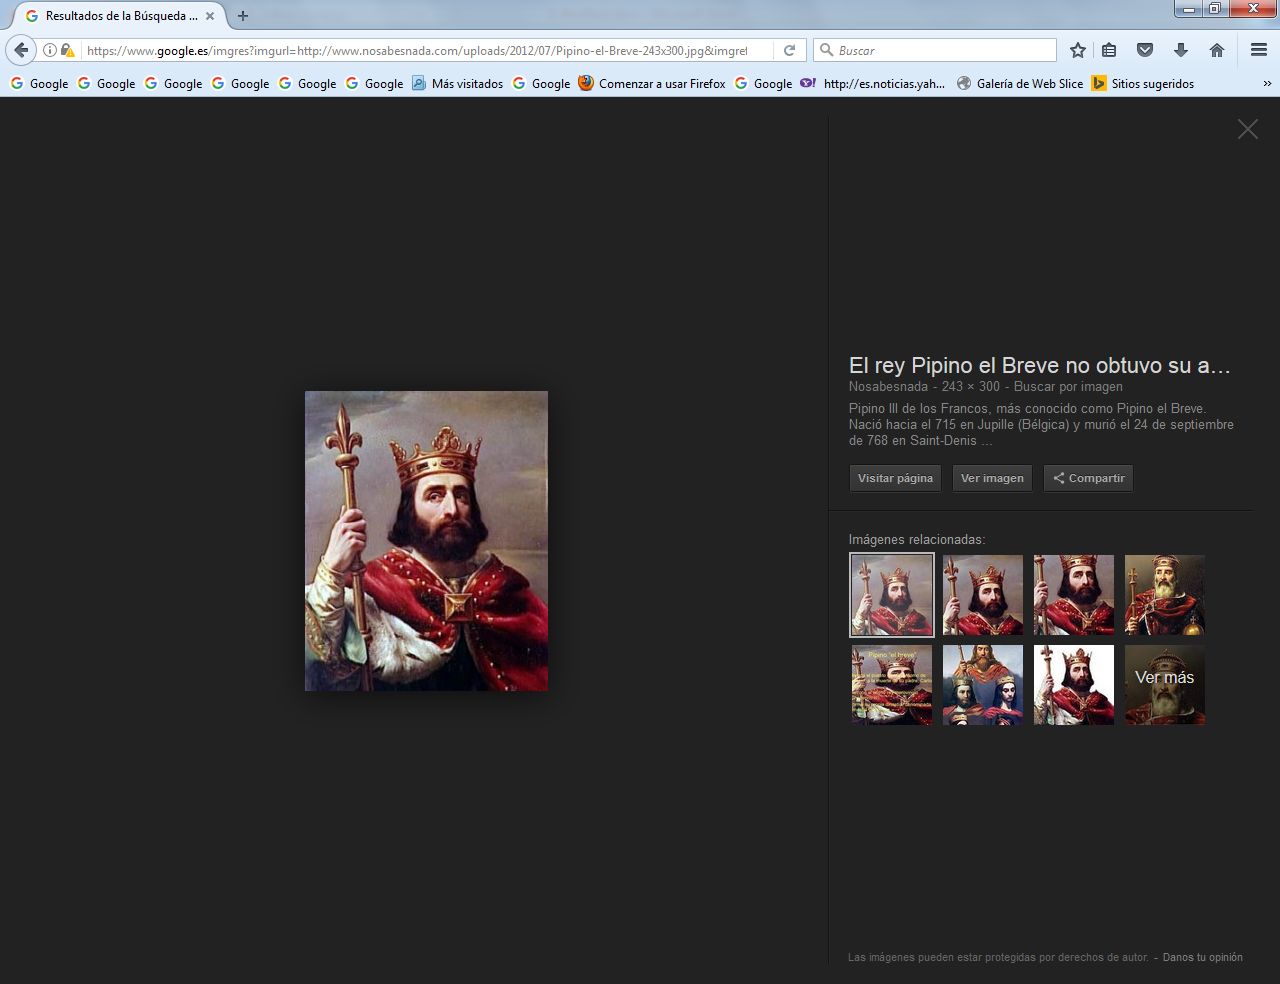 Resultados de la Búsqueda ...
https://www.google.es/imgres?imgurl=http://www.nosabesnada.com/uploads/2012/07/Pipino-el-Breve-243x300.jpg&imgref
Buscar
Google Google Google Google Google Google Más visitados Google Comenzar a usar Firefox Google http://es.noticias.yah... Galería de Web Slice Sitios sugeridos
El rey Pipino el Breve no obtuvo su a...
Nosabesnada - 243 × 300 - Buscar por imagen
Pipino III de los Francos, más conocido como Pipino el Breve.
Nació hacia el 715 en Jupille (Bélgica) y murió el 24 de septiembre
de 768 en Saint-Denis ...
Visitar página Ver imagen Compartir
Imágenes relacionadas:
Pipino "el breve"
Ver más
Las imágenes pueden estar protegidas por derechos de autor. - Danos tu opinión